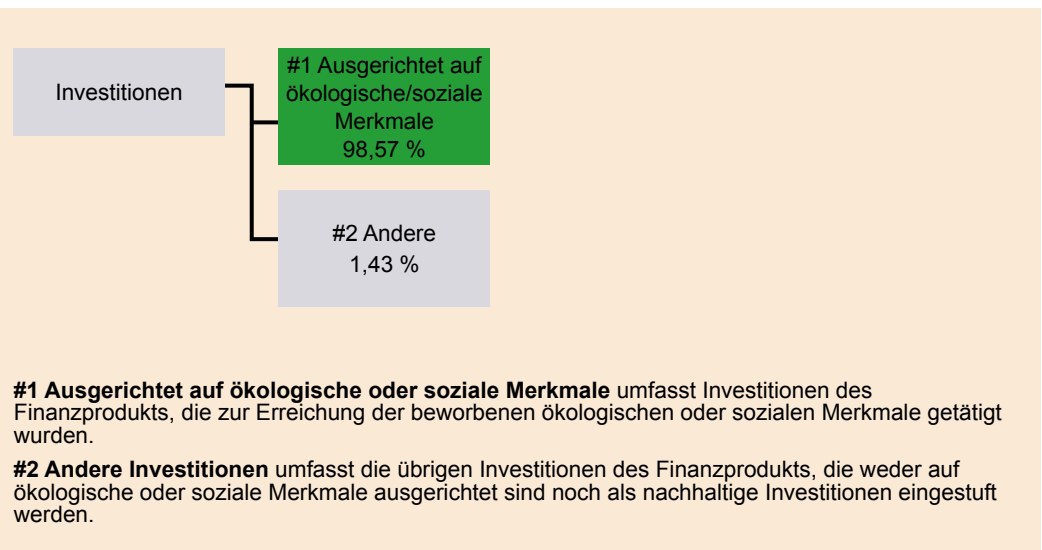 Investitionen
#1 Ausgerichtet auf
ökologische/soziale
Merkmale
98,57 %
#2 Andere
1,43 %
#1 Ausgerichtet auf ökologische oder soziale Merkmale umfasst Investitionen des
Finanzprodukts, die zur Erreichung der beworbenen ökologischen oder sozialen Merkmale getätigt
wurden.
#2 Andere Investitionen umfasst die übrigen Investitionen des Finanzprodukts, die weder auf
ökologische oder soziale Merkmale ausgerichtet sind noch als nachhaltige Investitionen eingestuft
werden.